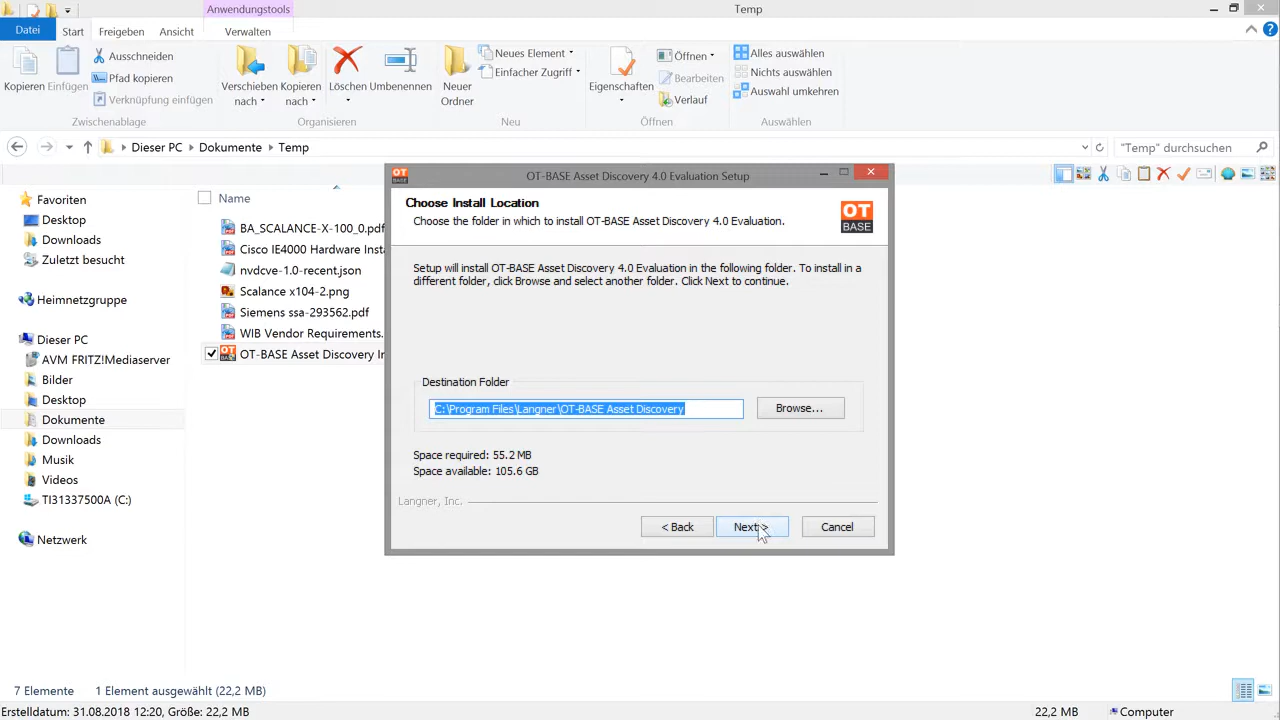 Anwendungstools
Temp
Datei
Start
Freigeben
Ansicht
Verwalten
Kopieren
Einfügen
Ausschneiden
Pfad kopieren
Verknüpfung einfügen
Zwischenablage
Verschieben nach
Kopieren nach
Löschen
Umbenennen
Organisieren
Neuer Ordner
Neues Element
Einfacher Zugriff
Neu
Eigenschaften
Öffnen
Bearbeiten
Verlauf
Öffnen
Alles auswählen
Nichts auswählen
Auswahl umkehren
Auswählen
Dieser PC
Dokumente
Temp
"Temp" durchsuchen
Favoriten
Desktop
Downloads
Zuletzt besucht
Heimnetzgruppe
Dieser PC
AVM FRITZ!Mediaserver
Bilder
Desktop
Dokumente
Downloads
Musik
Videos
TI31337500A (C:)
Netzwerk
Name
BA_SCALANCE-X-100_0.pdf
Cisco IE4000 Hardware Insta
nvdcve-1.0-recent.json
Scalance x104-2.png
Siemens ssa-293562.pdf
WIB Vendor Requirements.
OT-BASE Asset Discovery In
OT BASE
OT-BASE Asset Discovery 4.0 Evaluation Setup
Choose Install Location
Choose the folder in which to install OT-BASE Asset Discovery 4.0 Evaluation.
OT
BASE
Setup will install OT-BASE Asset Discovery 4.0 Evaluation in the following folder. To install in a
different folder, click Browse and select another folder. Click Next to continue.
Destination Folder
C:\Program Files\Langner\OT-BASE Asset Discovery
Browse...
Space required: 55.2 MB
Space available: 105.6 GB
Langner, Inc.
< Back
Next >
Cancel
7 Elemente
1 Element ausgewählt (22,2 MB)
Erstelldatum: 31.08.2018 12:20, Größe: 22,2 MB
22,2 MB
Computer